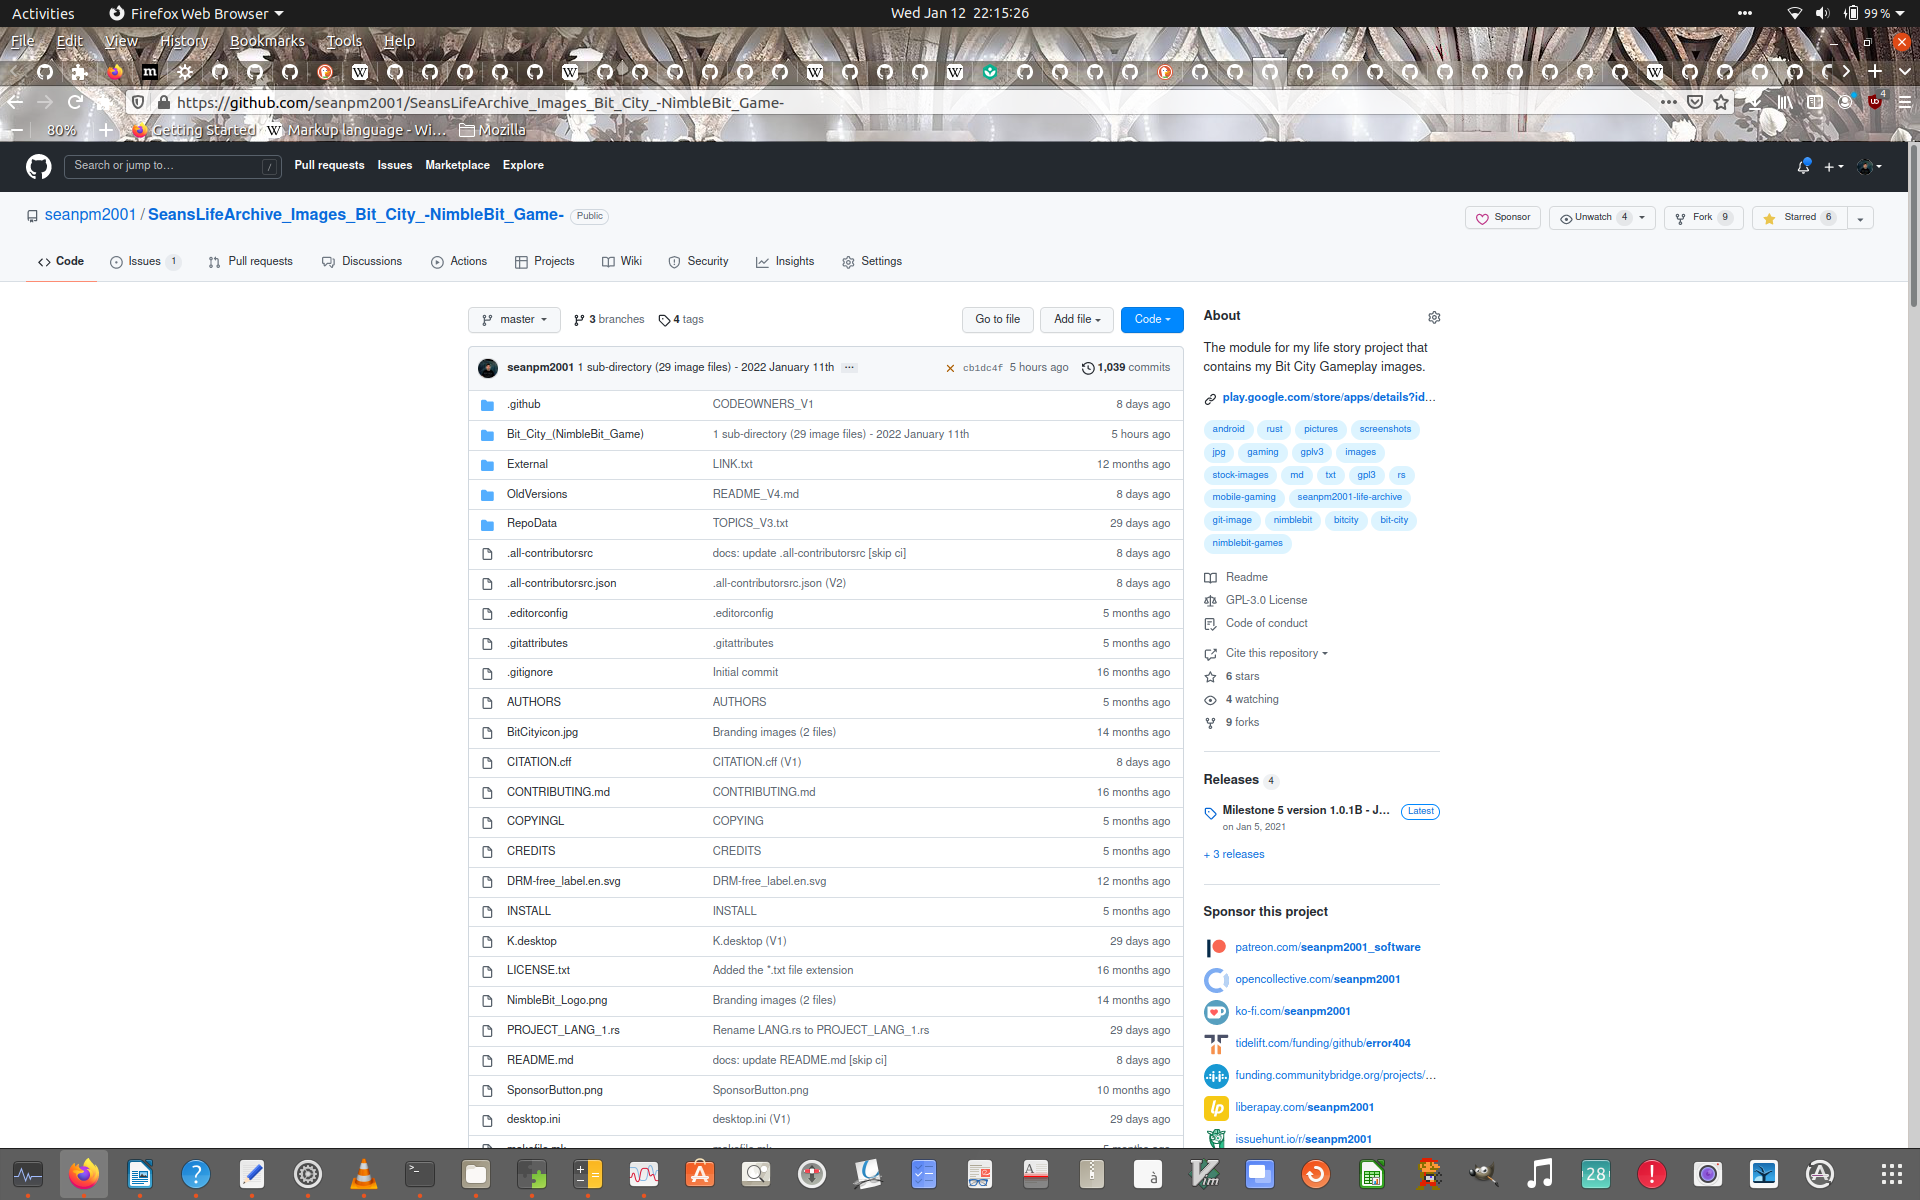 Activities
Firefox Web Browser
Wed Jan 12 22:15:26
99 %
File Edit View History Bookmarks Tools Help
https://github.com/seanpm2001/SeansLifeArchive_Images_Bit_City_-NimbleBit_Game-
4
80%
Getting Started
Markup language - Wi…
Mozilla
Search or jump to…
/
Pull requests Issues Marketplace Explore
seanpm2001 / SeansLifeArchive_Images_Bit_City_-NimbleBit_Game- Public
Sponsor
Unwatch 4
Fork 9
Starred 6
Code
Issues 1
Pull requests
Discussions
Actions
Projects
Wiki
Security
Insights
Settings
master
3 branches
4 tags
Go to file
Add file
Code
seanpm2001 1 sub-directory (29 image files) - 2022 January 11th
cb1dc4f 5 hours ago
1,039 commits
.github CODEOWNERS_V1 8 days ago
Bit_City_(NimbleBit_Game) 1 sub-directory (29 image files) - 2022 January 11th 5 hours ago
External LINK.txt 12 months ago
OldVersions README_V4.md 8 days ago
RepoData TOPICS_V3.txt 29 days ago
.all-contributorsrc docs: update .all-contributorsrc [skip ci] 8 days ago
.all-contributorsrc.json .all-contributorsrc.json (V2) 8 days ago
.editorconfig .editorconfig 5 months ago
.gitattributes .gitattributes 5 months ago
.gitignore Initial commit 16 months ago
AUTHORS AUTHORS 5 months ago
BitCityicon.jpg Branding images (2 files) 14 months ago
CITATION.cff CITATION.cff (V1) 8 days ago
CONTRIBUTING.md CONTRIBUTING.md 16 months ago
COPYINGL COPYING 5 months ago
CREDITS CREDITS 5 months ago
DRM-free_label.en.svg DRM-free_label.en.svg 12 months ago
INSTALL INSTALL 5 months ago
K.desktop K.desktop (V1) 29 days ago
LICENSE.txt Added the *.txt file extension 16 months ago
NimbleBit_Logo.png Branding images (2 files) 14 months ago
PROJECT_LANG_1.rs Rename LANG.rs to PROJECT_LANG_1.rs 29 days ago
README.md docs: update README.md [skip ci] 8 days ago
SponsorButton.png SponsorButton.png 10 months ago
desktop.ini desktop.ini (V1) 29 days ago
About
The module for my life story project that
contains my Bit City Gameplay images.
play.google.com/store/apps/details?id…
android rust pictures screenshots
jpg gaming gplv3 images
stock-images md txt gpl3 rs
mobile-gaming seanpm2001-life-archive
git-image nimblebit bitcity bit-city
nimblebit-games
Readme
GPL-3.0 License
Code of conduct
Cite this repository
6 stars
4 watching
9 forks
Releases 4
Milestone 5 version 1.0.1B - J… Latest
on Jan 5, 2021
+ 3 releases
Sponsor this project
patreon.com/seanpm2001_software
opencollective.com/seanpm2001
ko-fi.com/seanpm2001
tidelift.com/funding/github/error404
funding.communitybridge.org/projects/…
liberapay.com/seanpm2001
issuehunt.io/r/seanpm2001
28